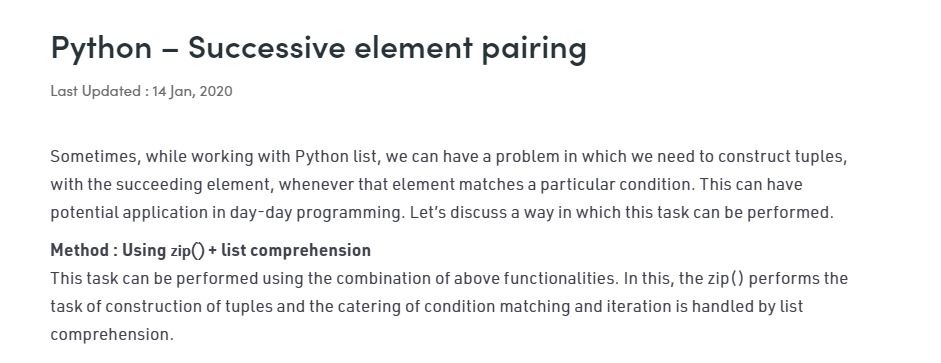 Python – Successive element pairing
Last Updated : 14 Jan, 2020
Sometimes, while working with Python list, we can have a problem in which we need to construct tuples,
with the succeeding element, whenever that element matches a particular condition. This can have
potential application in day-day programming. Let’s discuss a way in which this task can be performed.
Method : Using zip() + list comprehension
This task can be performed using the combination of above functionalities. In this, the zip() performs the
task of construction of tuples and the catering of condition matching and iteration is handled by list
comprehension.